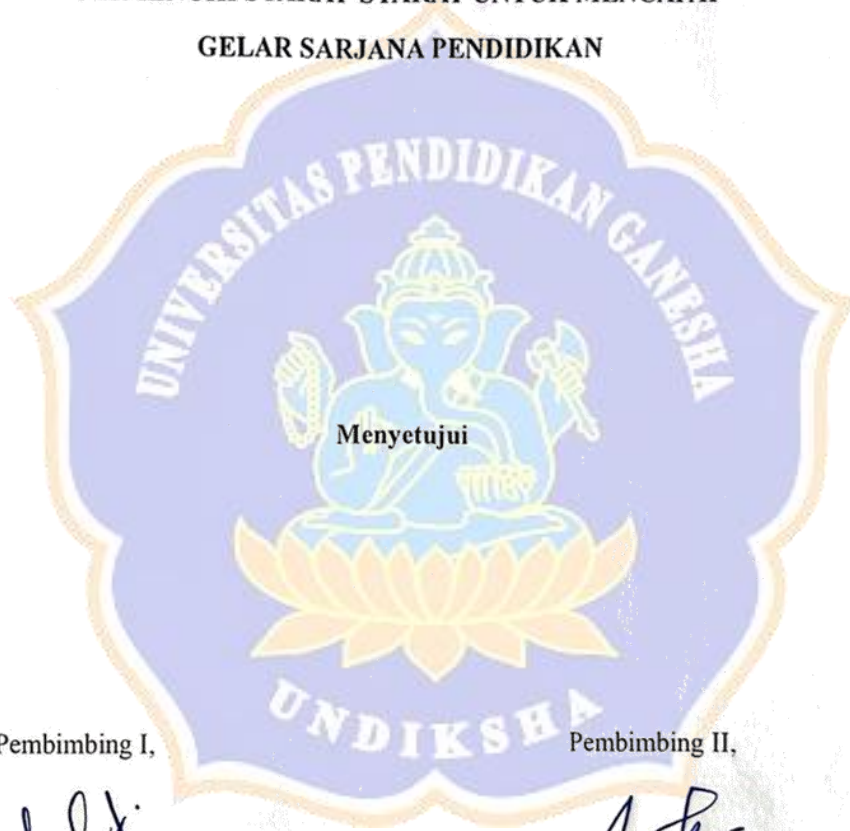 GELAR SARJANA PENDIDIKAN
UNIVERSITAS PENDIDIKAN GANESHA
Menyetujui
UNDIKSHA
Pembimbing I,
Pembimbing II,